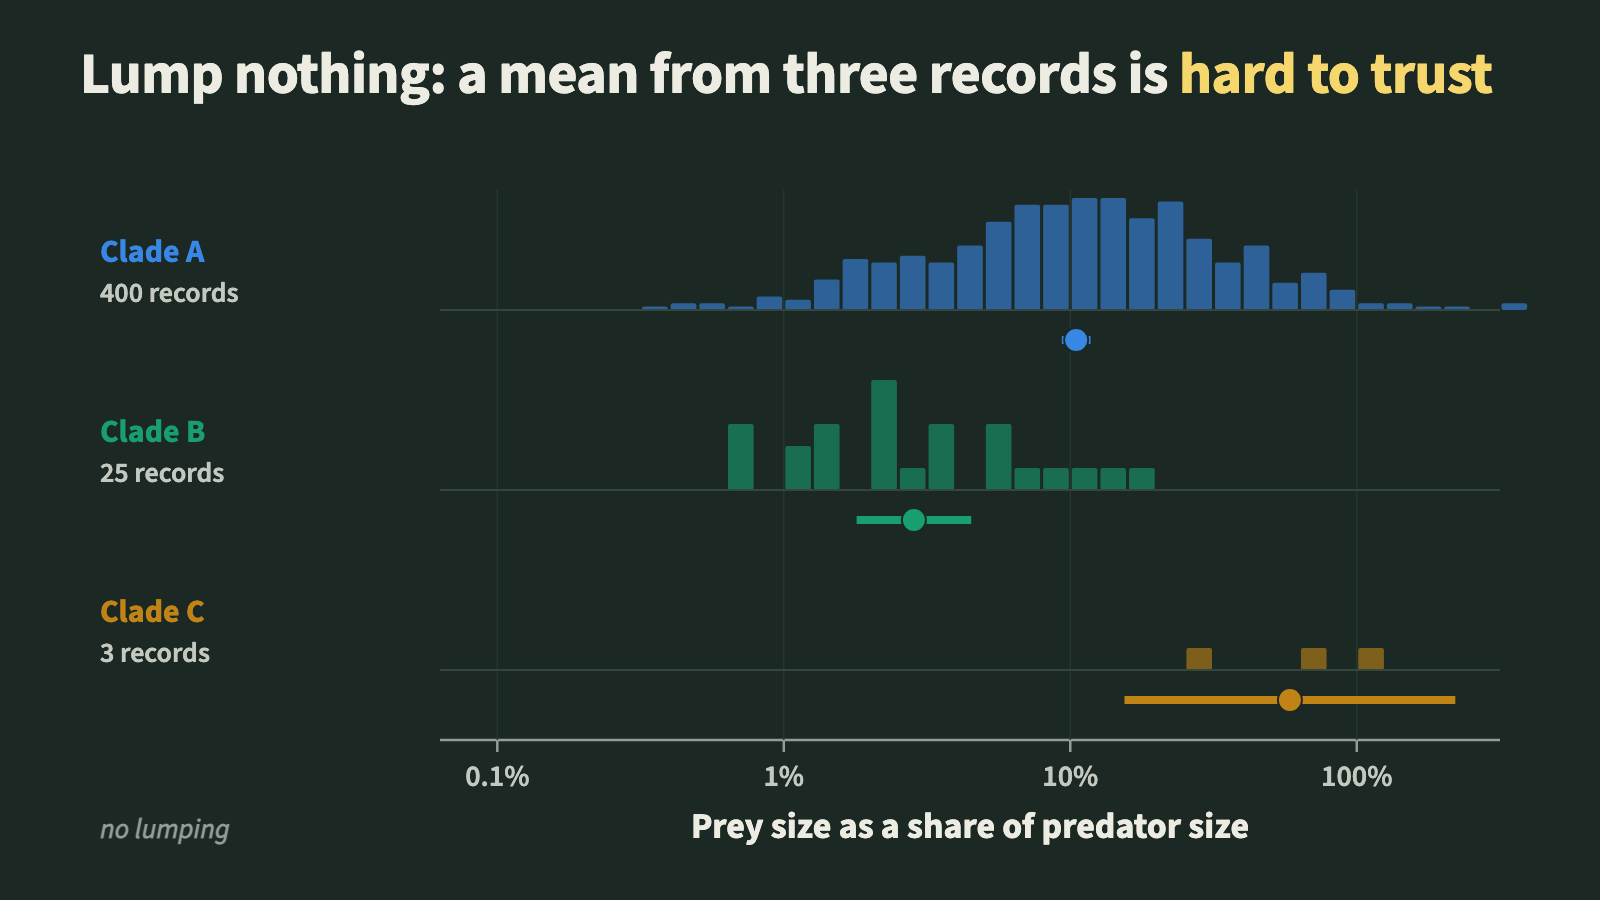 Lump nothing: a mean from three records is hard to trust
Clade A
400 records
Clade B
25 records
Clade C
3 records
0.1% 1% 10% 100%
Prey size as a share of predator size
no lumping